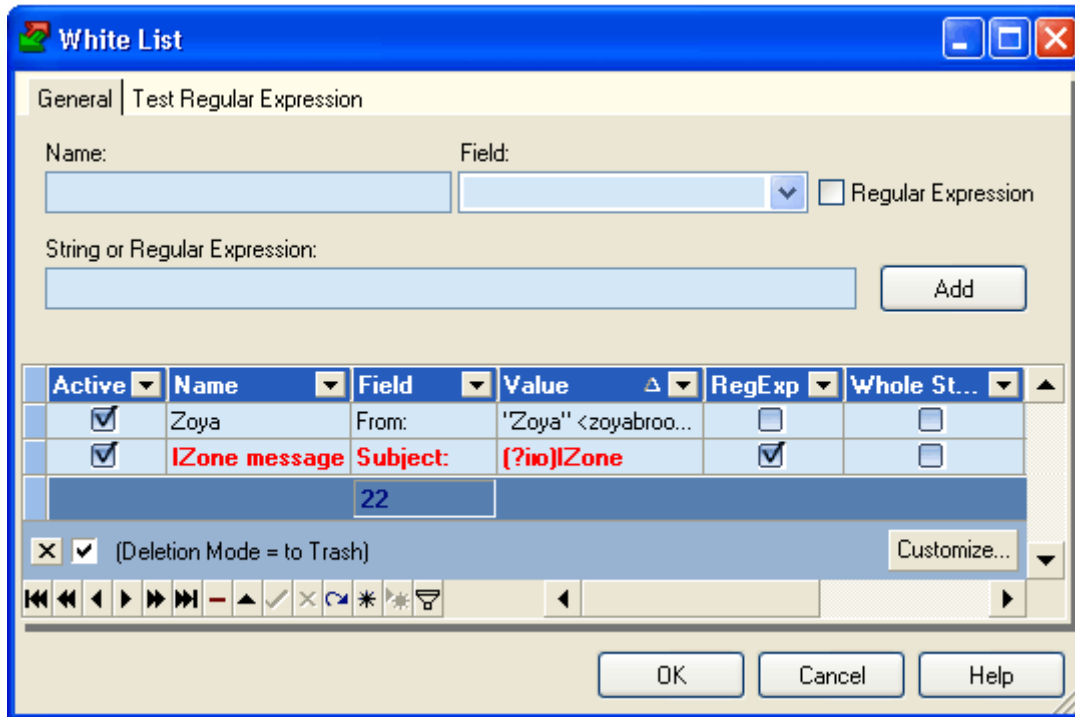 White List
General Test Regular Expression
Name: Field:
Regular Expression
String or Regular Expression:
Add
Active Name Field Value RegExp Whole St...
Zoya From: "Zoya" <zoyabroo...
IZone message Subject: (?iю)IZone
22
(Deletion Mode = to Trash) Customize...
OK Cancel Help